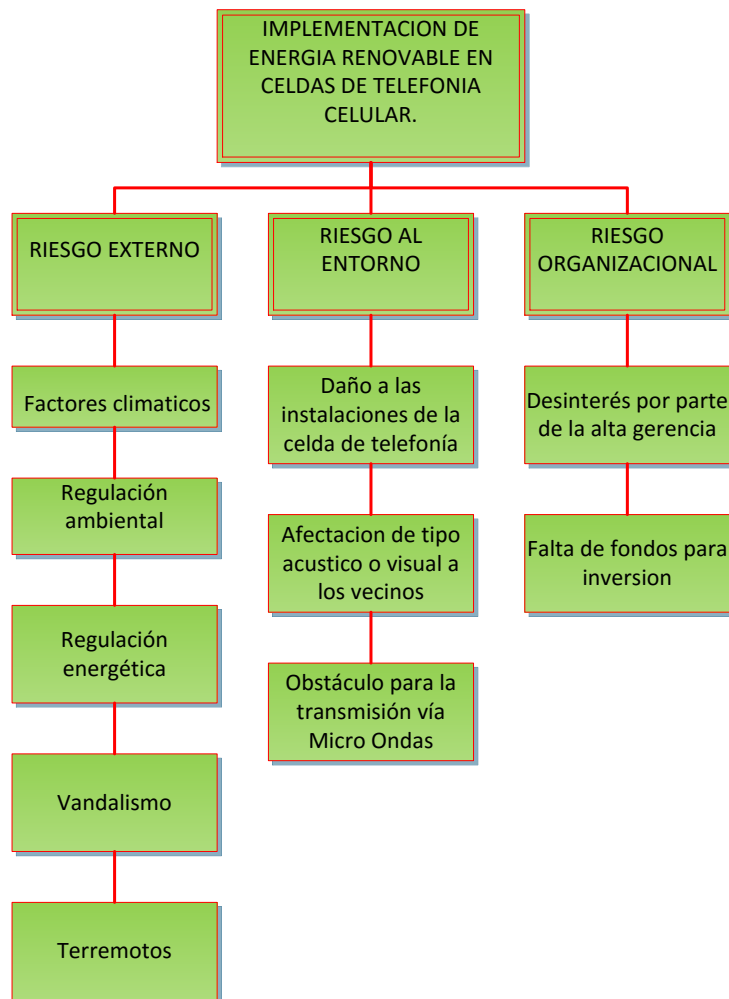 IMPLEMENTACION DE
ENERGIA RENOVABLE EN
CELDAS DE TELEFONIA
CELULAR.
RIESGO EXTERNO
Factores climaticos
Regulación
ambiental
Regulación
energética
Vandalismo
Terremotos
RIESGO AL
ENTORNO
Daño a las
instalaciones de la
celda de telefonía
Afectacion de tipo
acustico o visual a
los vecinos
Obstáculo para la
transmisión vía
Micro Ondas
RIESGO
ORGANIZACIONAL
Desinterés por parte
de la alta gerencia
Falta de fondos para
inversion